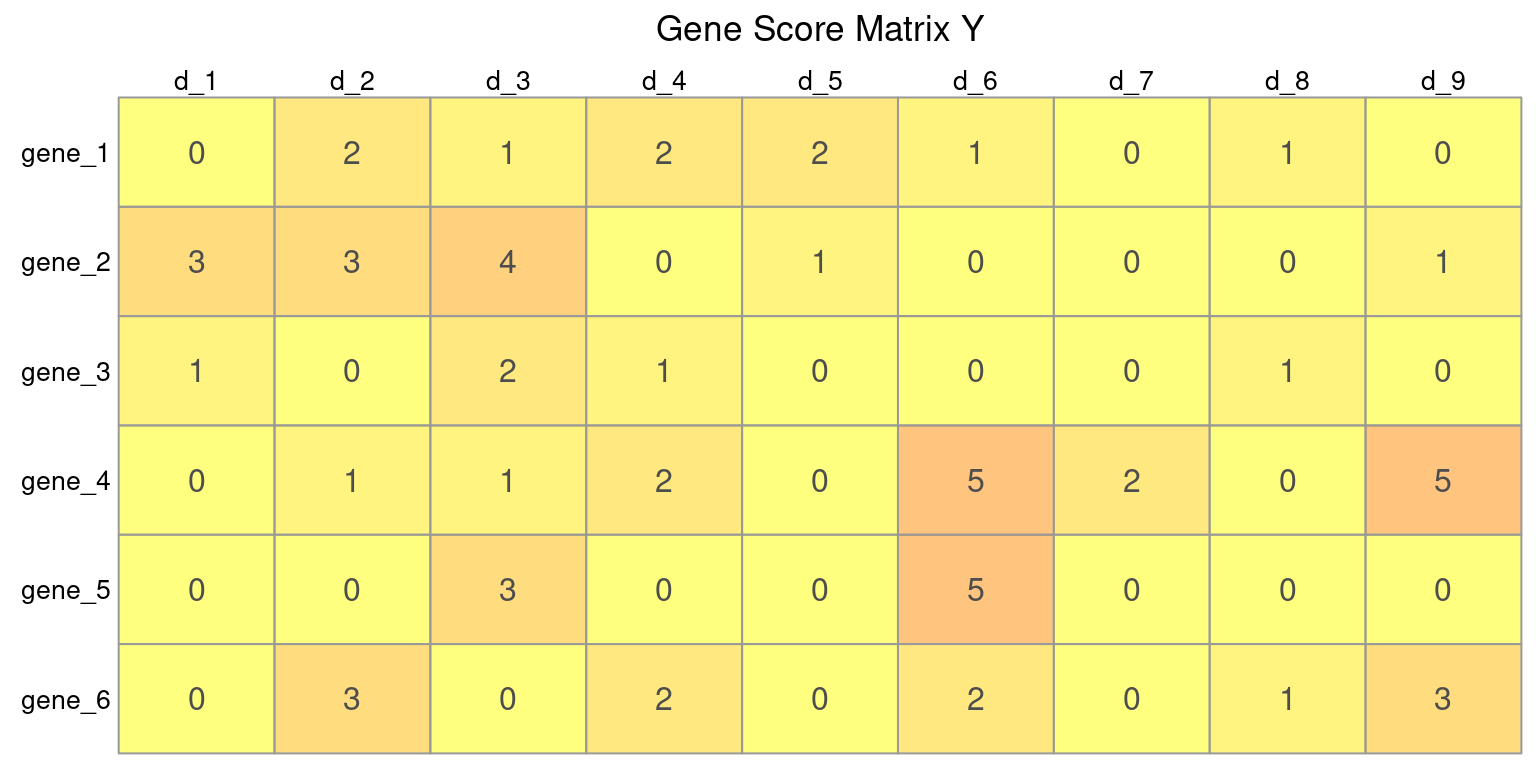 Gene Score Matrix Y
d_1 d_2 d_3 d_4 d_5 d_6 d_7 d_8 d_9
gene_1 0 2 1 2 2 1 0 1 0
gene_2 3 3 4 0 1 0 0 0 1
gene_3 1 0 2 1 0 0 0 1 0
gene_4 0 1 1 2 0 5 2 0 5
gene_5 0 0 3 0 0 5 0 0 0
gene_6 0 3 0 2 0 2 0 1 3